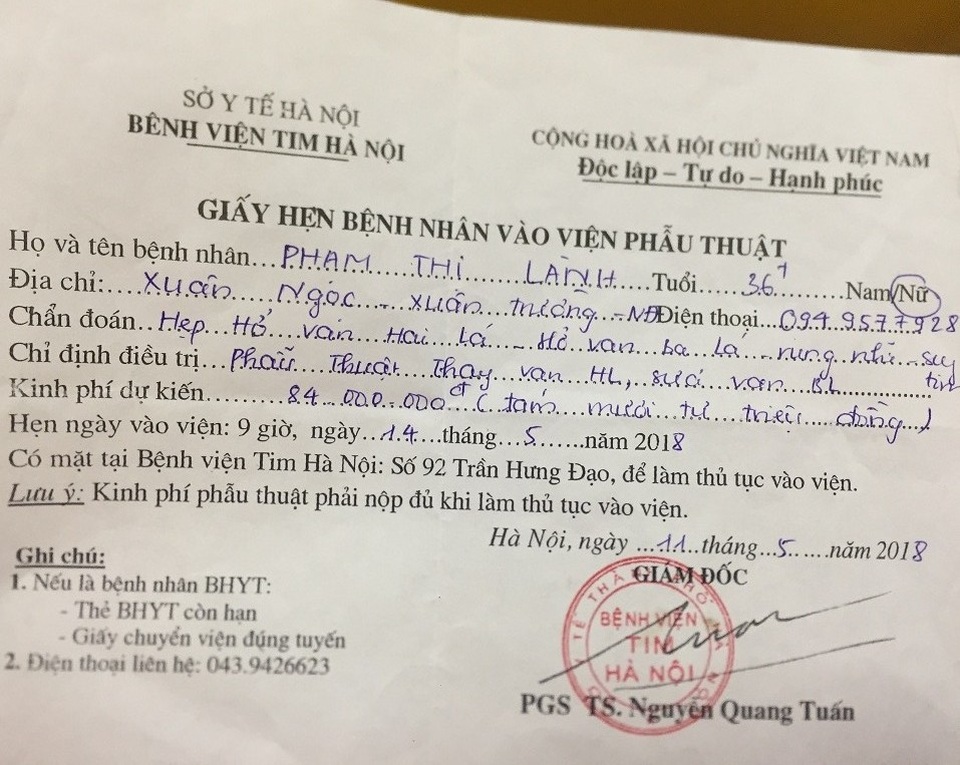 SỞ Y TẾ HÀ NỘI
BỆNH VIỆN TIM HÀ NỘI
CỘNG HOÀ XÃ HỘI CHỦ NGHĨA VIỆT NAM
Độc lập – Tự do – Hạnh phúc
GIẤY HẸN BỆNH NHÂN VÀO VIỆN PHẪU THUẬT
Họ và tên bệnh nhân...PHẠM THỊ LÀNH...Tuổi...36T...Nam/Nữ
Địa chỉ:...Xuân Ngọc - Xuân trường - NĐ Điện thoại...0949577928
Chẩn đoán...Hẹp Hở van Hai lá - Hở van ba lá - rung nhĩ - suy tim
Chỉ định điều trị...Phẫu Thuật Thay van HL, sửa van BL...
Kinh phí dự kiến...84.000.000đ (tám mươi tư triệu đồng)
Hẹn ngày vào viện: 9 giờ, ngày...14...tháng...5...năm 2018
Có mặt tại Bệnh viện Tim Hà Nội: Số 92 Trần Hưng Đạo, để làm thủ tục vào viện.
Lưu ý: Kinh phí phẫu thuật phải nộp đủ khi làm thủ tục vào viện.
Hà Nội, ngày ...11...tháng...5...năm 2018
GIÁM ĐỐC
Ghi chú:
1. Nếu là bệnh nhân BHYT:
- Thẻ BHYT còn hạn
- Giấy chuyển viện đúng tuyến
2. Điện thoại liên hệ: 043.9426623
BỆNH VIỆN
TIM
HÀ NỘI
PGS TS. Nguyễn Quang Tuấn